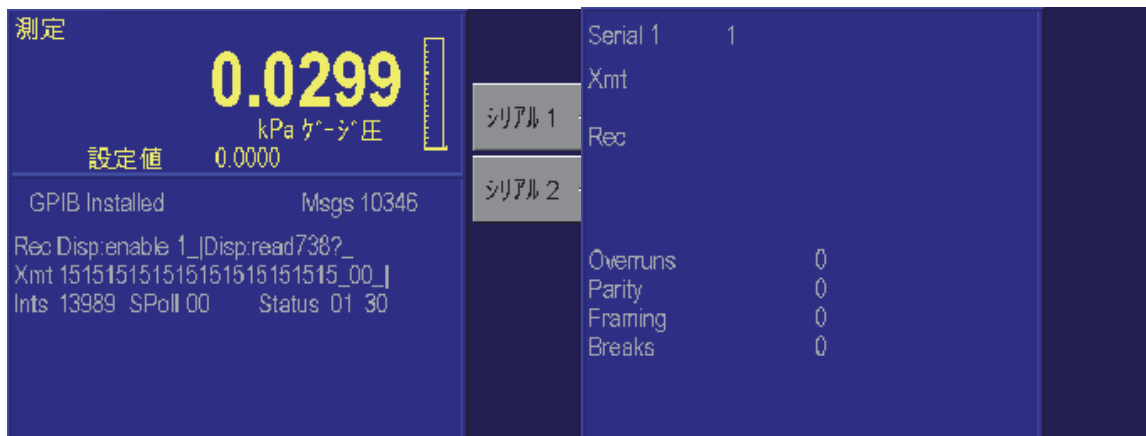 測定
0.0299
kPa ｹﾞｰｼﾞ圧
設定値 0.0000
GPIB Installed Msgs 10346
Rec Disp:enable 1_|Disp:read738?_
Xmt 1515151515151515151515151515_00_|
Ints 13989 SPoll 00 Status 01 30
ｼﾘｱﾙ 1
ｼﾘｱﾙ 2
Serial 1 1
Xmt
Rec
Overruns 0
Parity 0
Framing 0
Breaks 0